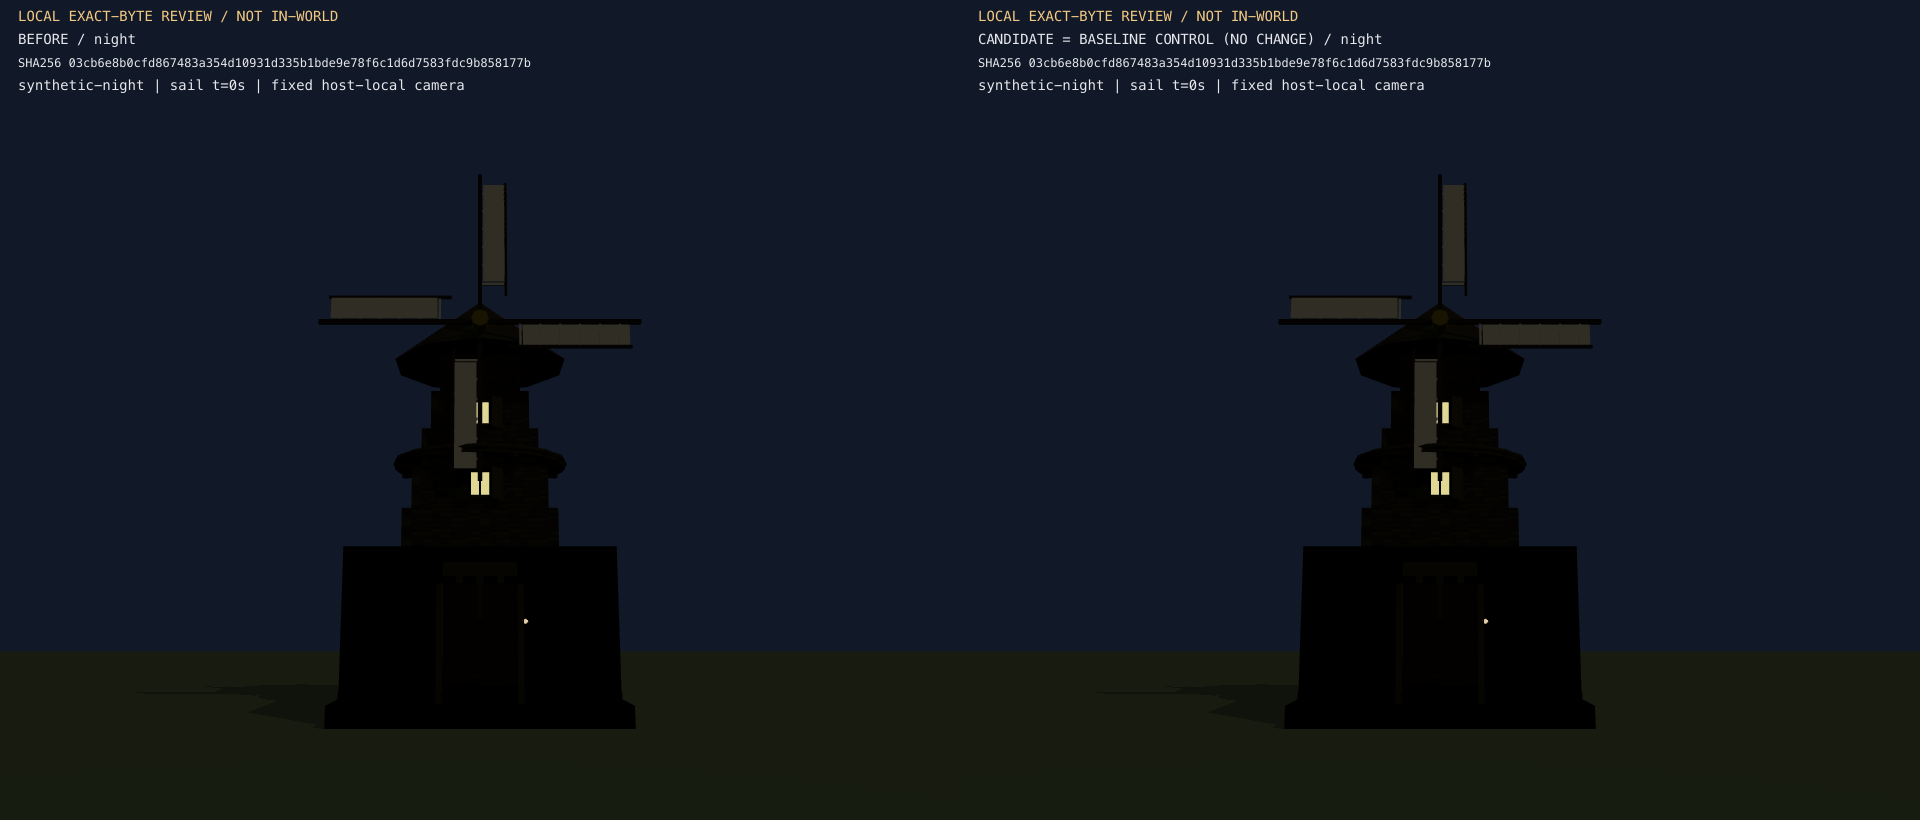 LOCAL EXACT-BYTE REVIEW / NOT IN-WORLD
BEFORE / night
SHA256 03cb6e8b0cfd867483a354d10931d335b1bde9e78f6c1d6d7583fdc9b858177b
synthetic-night | sail t=0s | fixed host-local camera
LOCAL EXACT-BYTE REVIEW / NOT IN-WORLD
CANDIDATE = BASELINE CONTROL (NO CHANGE) / night
SHA256 03cb6e8b0cfd867483a354d10931d335b1bde9e78f6c1d6d7583fdc9b858177b
synthetic-night | sail t=0s | fixed host-local camera